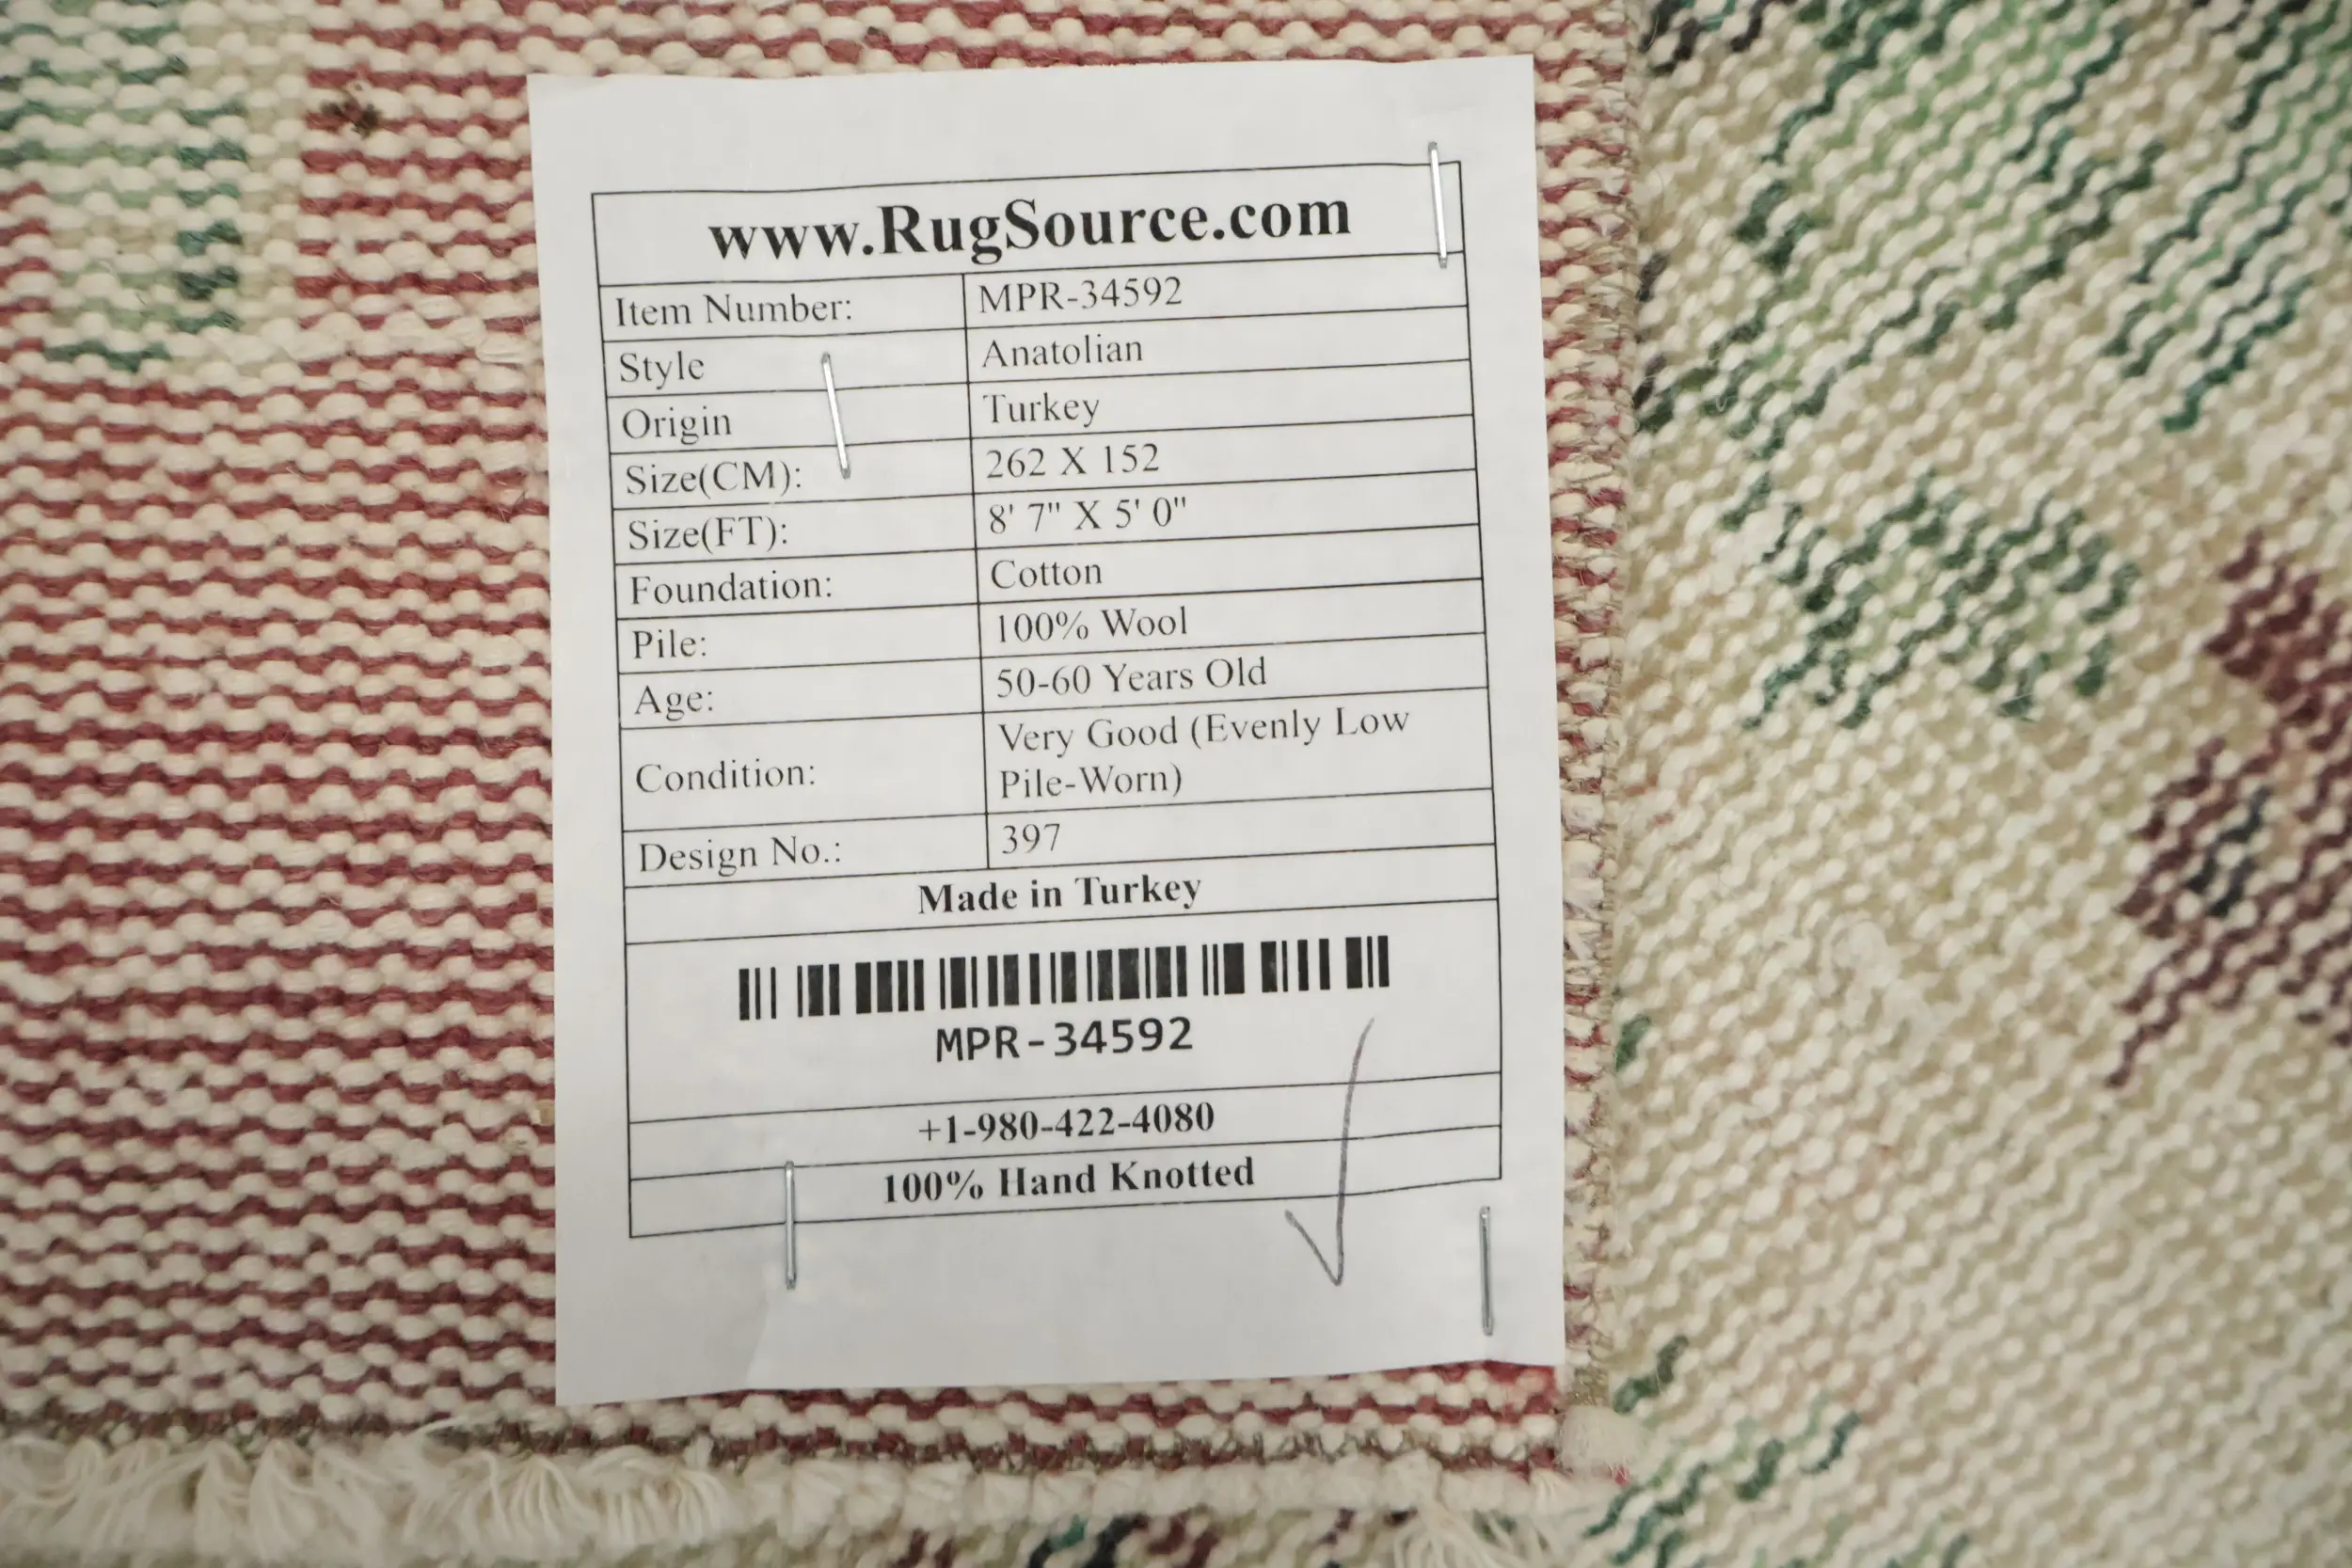 www.RugSource.com
Item Number: MPR-34592
Style Anatolian
Origin Turkey
Size(CM): 262 X 152
Size(FT): 8' 7" X 5' 0"
Foundation: Cotton
Pile: 100% Wool
Age: 50-60 Years Old
Condition: Very Good (Evenly Low
Pile-Worn)
Design No.: 397
Made in Turkey
MPR-34592
+1-980-422-4080
100% Hand Knotted